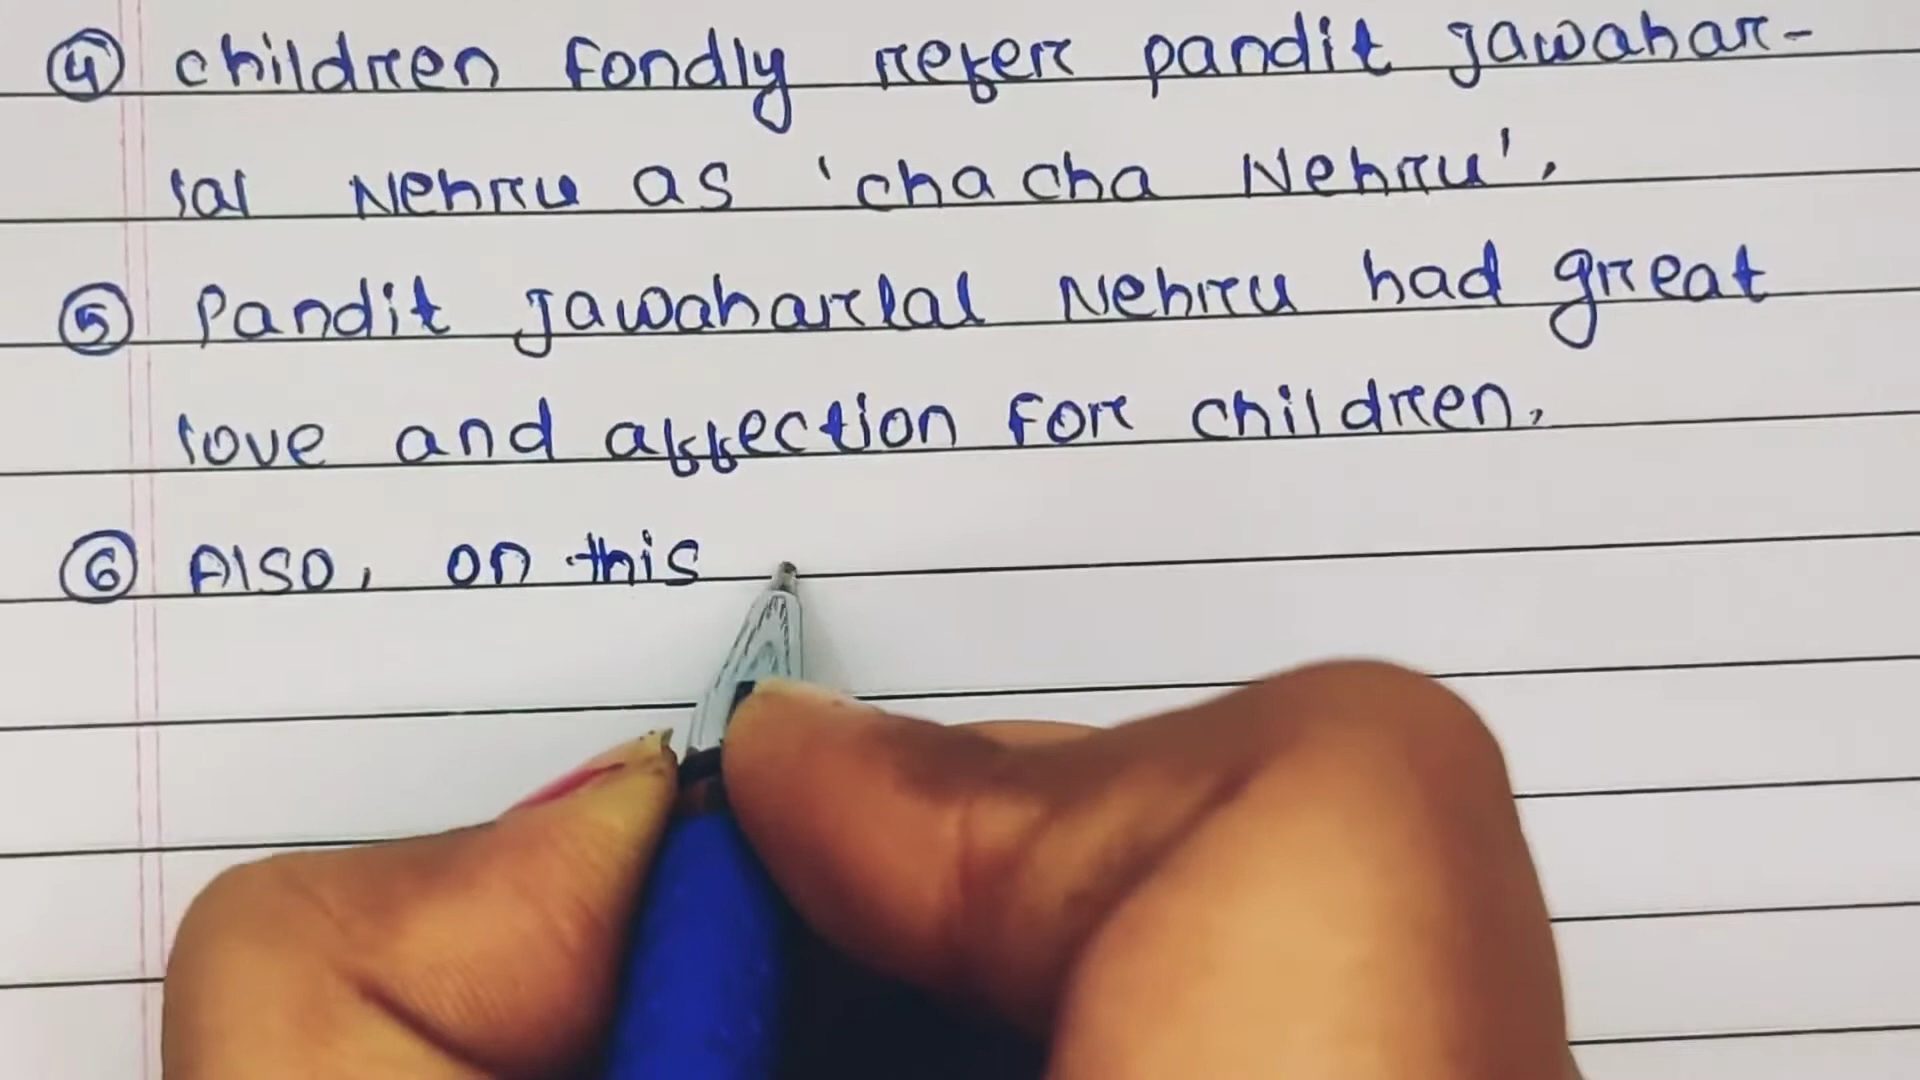 ④ children fondly refer pandit Jawahar-
lal Nehru as 'chacha Nehru'.
⑤ Pandit Jawaharlal Nehru had great
love and affection for children.
⑥ Also, on this